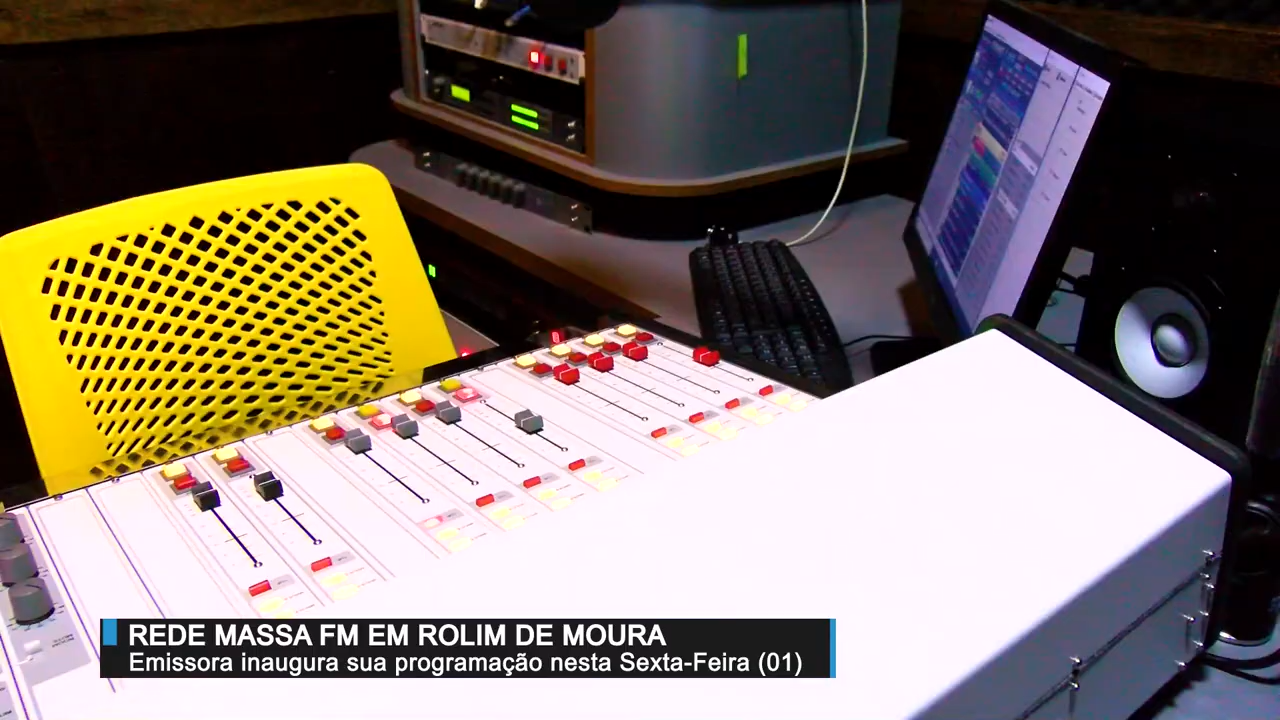 REDE MASSA FM EM ROLIM DE MOURA
Emissora inaugura sua programação nesta Sexta-Feira (01)